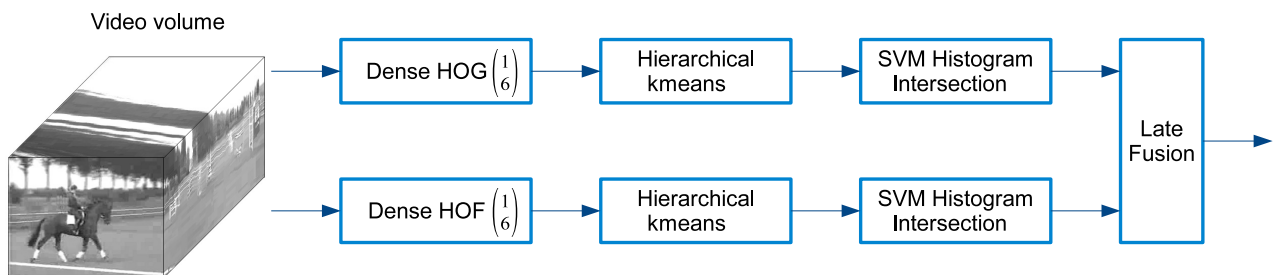 Video volume
Dense HOG (1 6)
Hierarchical
kmeans
SVM Histogram
Intersection
Late
Fusion
Dense HOF (1 6)
Hierarchical
kmeans
SVM Histogram
Intersection